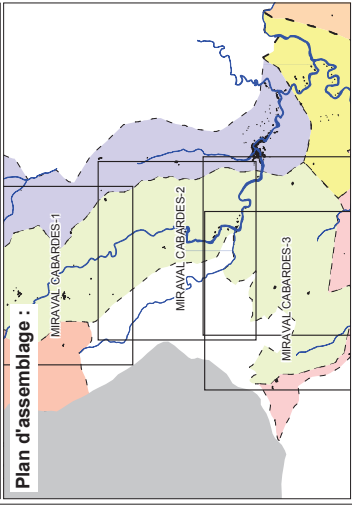 Plan d'assemblage :
MIRAVAL CABARDES-1
MIRAVAL CABARDES-2
MIRAVAL CABARDES-3